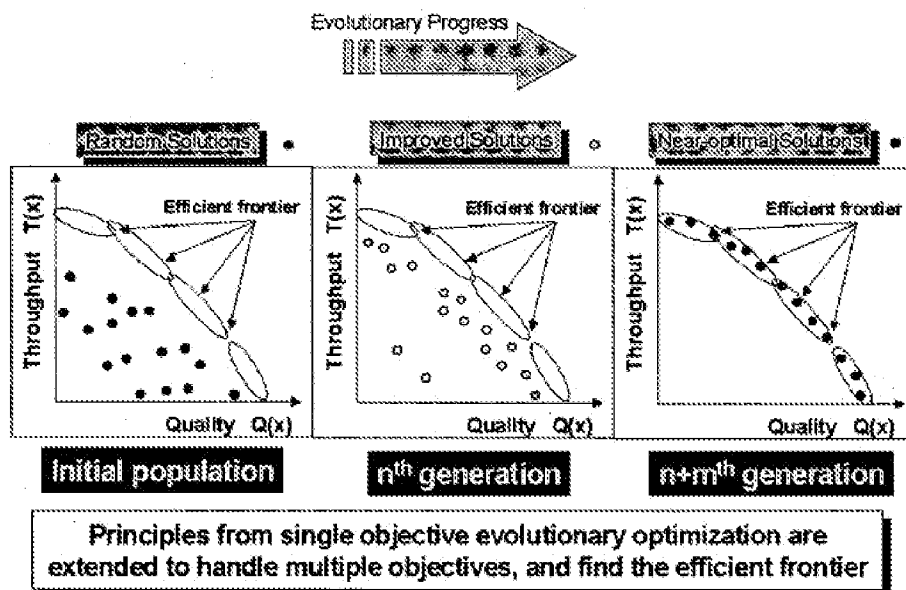 Evolutionary Progress
Random Solutions
Improved Solutions
Near-optimal Solutions
Throughput T(x)
Efficient frontier
Quality Q(x)
Throughput T(x)
Efficient frontier
Quality Q(x)
Throughput T(x)
Efficient frontier
Quality Q(x)
Initial population
nth generation
n+mth generation
Principles from single objective evolutionary optimization are
extended to handle multiple objectives, and find the efficient frontier